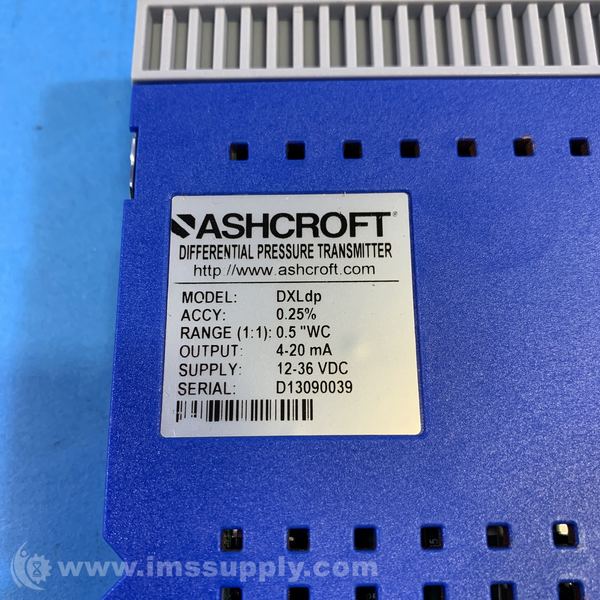 ASHCROFT®
DIFFERENTIAL PRESSURE TRANSMITTER
http://www.ashcroft.com
MODEL: DXLdp
ACCY: 0.25%
RANGE (1:1): 0.5 "WC
OUTPUT: 4-20 mA
SUPPLY: 12-36 VDC
SERIAL: D13090039
www.imssupply.com